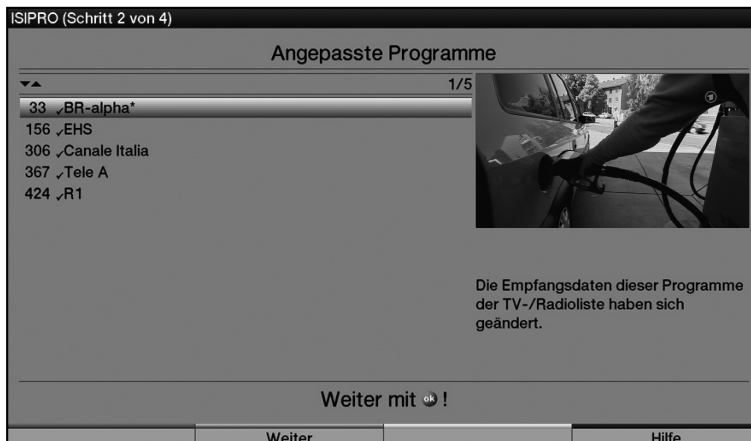 ISIPRO (Schritt 2 von 4)
Angepasste Programme
1/5
33 ✓BR-alpha*
156 ✓EHS
306 ✓Canale Italia
367 ✓Tele A
424 ✓R1
Die Empfangsdaten dieser Programme
der TV-/Radioliste haben sich
geändert.
Weiter mit ok !
Weiter
Hilfe